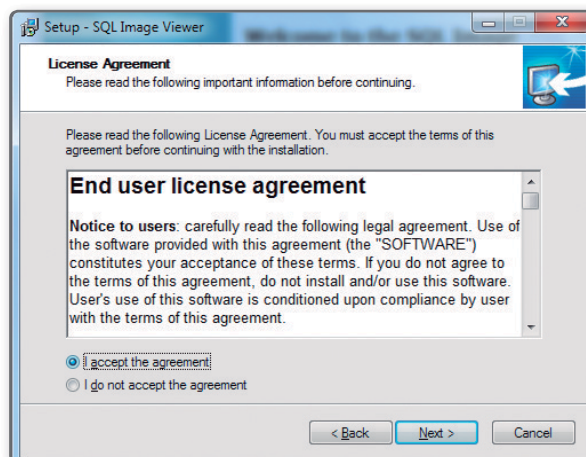 Setup - SQL Image Viewer
Welcome to the SQL Image
License Agreement
Please read the following important information before continuing.
Please read the following License Agreement. You must accept the terms of this
agreement before continuing with the installation.
End user license agreement
Notice to users: carefully read the following legal agreement. Use of
the software provided with this agreement (the "SOFTWARE")
constitutes your acceptance of these terms. If you do not agree to
the terms of this agreement, do not install and/or use this software.
User's use of this software is conditioned upon compliance by user
with the terms of this agreement.
I accept the agreement
I do not accept the agreement
< Back
Next >
Cancel